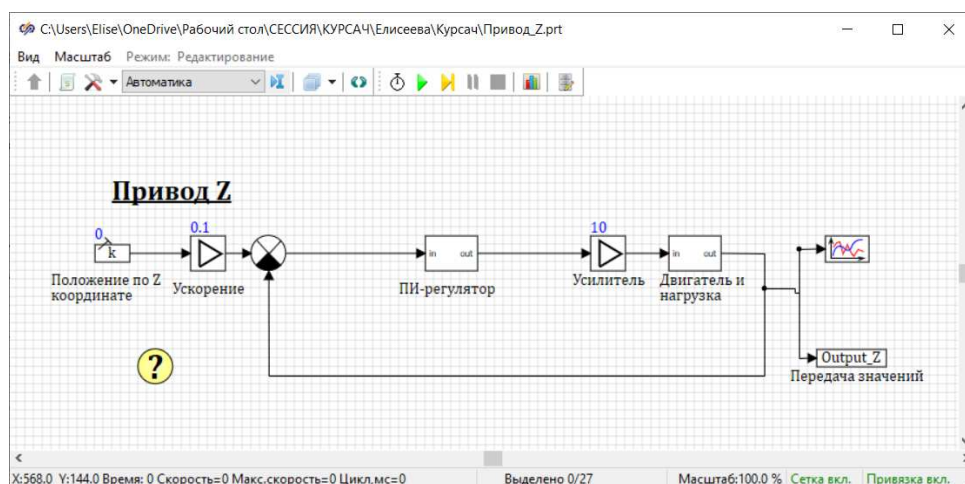 C:\Users\Elise\OneDrive\Рабочий стол\СЕССИЯ\КУРСАЧ\Елисеева\Курсач\Привод_Z.prt
Вид Масштаб Режим: Редактирование
Автоматика
Привод Z
0
k
Положение по Z
координате
0.1
Ускорение
in out
ПИ-регулятор
10
Усилитель
in out
Двигатель и
нагрузка
Output_Z
Передача значений
?
X:568.0 Y:144.0 Время: 0 Скорость=0 Макс.скорость=0 Цикл.мс=0 Выделено 0/27 Масштаб:100.0 % Сетка вкл. Привязка вкл.